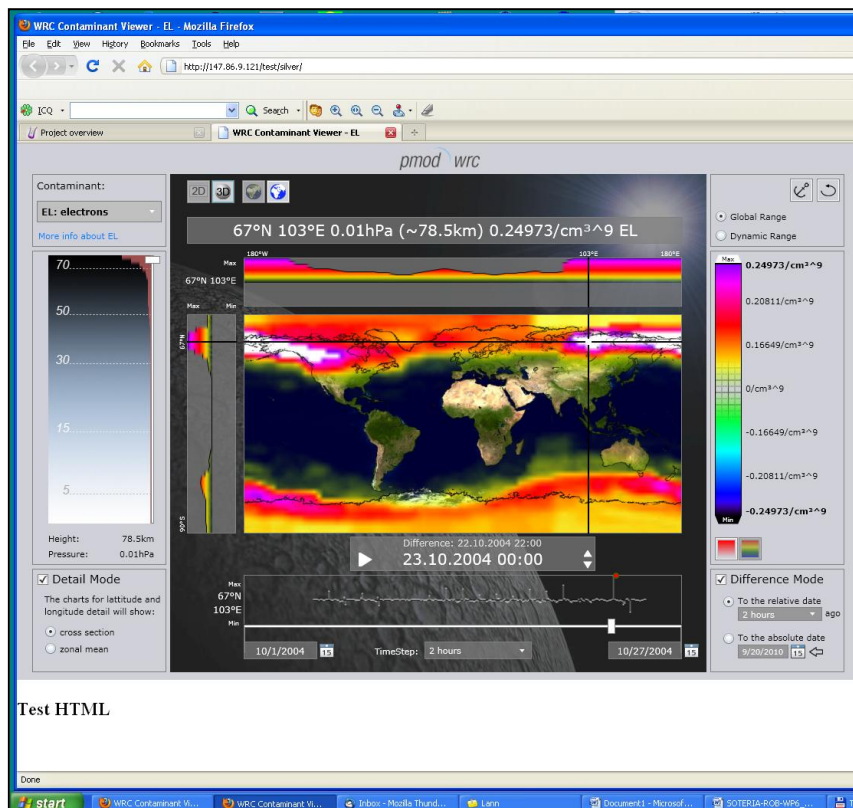 WRC Contaminant Viewer - EL - Mozilla Firefox
File Edit View History Bookmarks Tools Help
http://147.86.9.121/test/silver/
ICQ Search
Project overview WRC Contaminant Viewer - EL
pmod wrc
Contaminant:
EL: electrons
More info about EL
2D 3D
67°N 103°E 0.01hPa (~78.5km) 0.24973/cm³^9 EL
Global Range
Dynamic Range
180°W 103°E 180°E
Max
67°N 103°E
Max Min
67°N
90°S
70
50
30
15
5
Height: 78.5km
Pressure: 0.01hPa
Max
0.24973/cm³^9
0.20811/cm³^9
0.16649/cm³^9
0/cm³^9
-0.16649/cm³^9
-0.20811/cm³^9
-0.24973/cm³^9
Min
Difference: 22.10.2004 22:00
23.10.2004 00:00
Detail Mode
The charts for lattitude and
longitude detail will show:
cross section
zonal mean
Max
67°N
103°E
Min
10/1/2004 15 TimeStep: 2 hours 10/27/2004 15
Difference Mode
To the relative date
2 hours ago
To the absolute date
9/20/2010 15
Test HTML
Done
start WRC Contaminant Vi... WRC Contaminant Vi... Inbox - Mozilla Thund... Lann Document1 - Microsof... SOTERIA-ROB-WP6_...